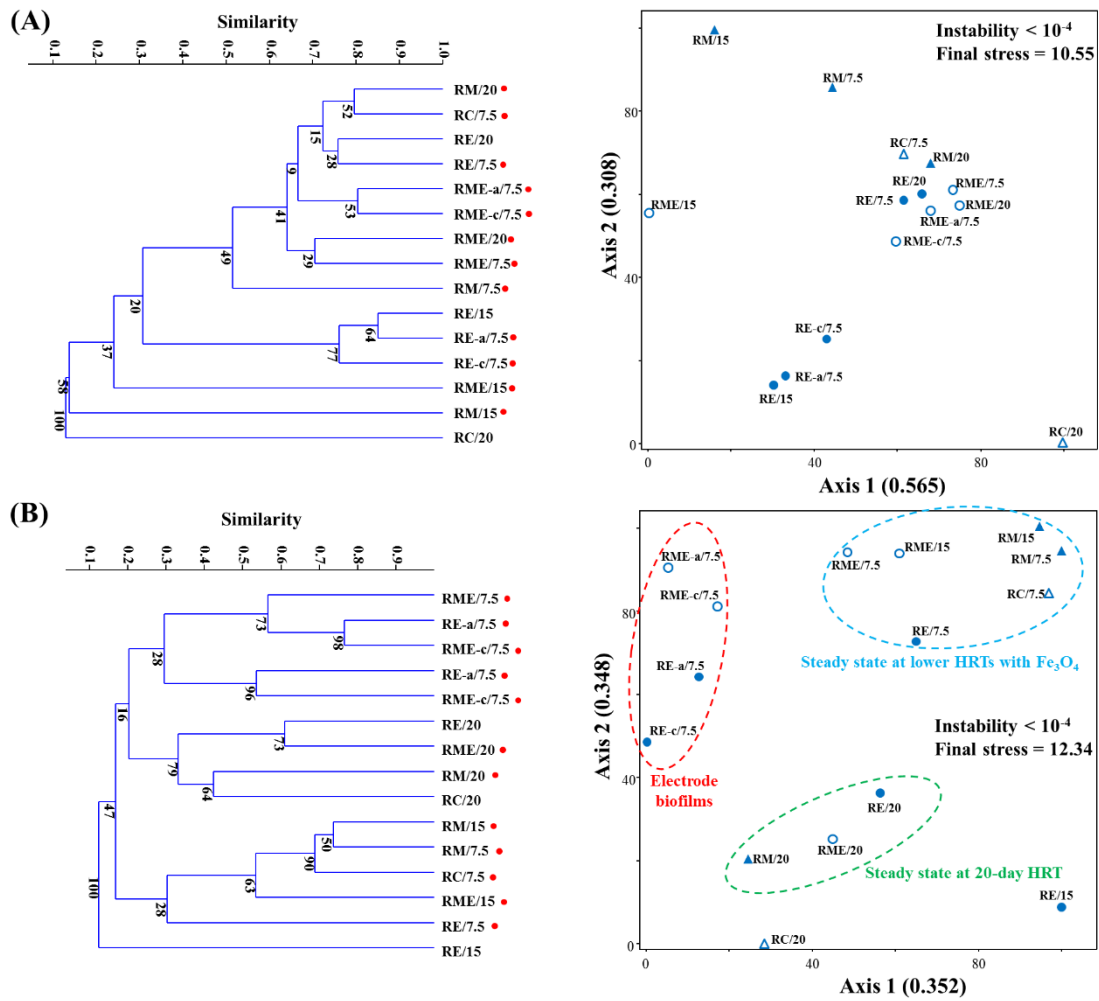 (A)
Similarity
0.1 0.2 0.3 0.4 0.5 0.6 0.7 0.8 0.9 1.0
RM/20
RC/7.5
RE/20
RE/7.5
RME-a/7.5
RME-c/7.5
RME/20
RME/7.5
RM/7.5
RE/15
RE-a/7.5
RE-c/7.5
RME/15
RM/15
RC/20
52
15
28
9
53
41
29
49
20
64
77
37
58
100
Instability < 10⁻⁴
Final stress = 10.55
RM/15
RM/7.5
RC/7.5
RM/20
RE/20
RME/7.5
RE/7.5
RME/20
RME-a/7.5
RME/15
RME-c/7.5
RE-c/7.5
RE-a/7.5
RE/15
RC/20
80
40
0
0 40 80
Axis 2 (0.308)
Axis 1 (0.565)
(B)
Similarity
0.1 0.2 0.3 0.4 0.5 0.6 0.7 0.8 0.9
RME/7.5
RE-a/7.5
RME-c/7.5
RE-a/7.5
RME-c/7.5
RE/20
RME/20
RM/20
RC/20
RM/15
RM/7.5
RC/7.5
RME/15
RE/7.5
RE/15
73
98
28
96
16
73
79
64
47
50
90
63
28
100
RME-a/7.5
RME-c/7.5
RE-a/7.5
RE-c/7.5
Electrode
biofilms
RME/7.5
RME/15
RM/15
RM/7.5
RC/7.5
RE/7.5
Steady state at lower HRTs with Fe₃O₄
Instability < 10⁻⁴
Final stress = 12.34
RE/20
RME/20
RM/20
Steady state at 20-day HRT
RC/20
RE/15
80
40
0
0 40 80
Axis 2 (0.348)
Axis 1 (0.352)